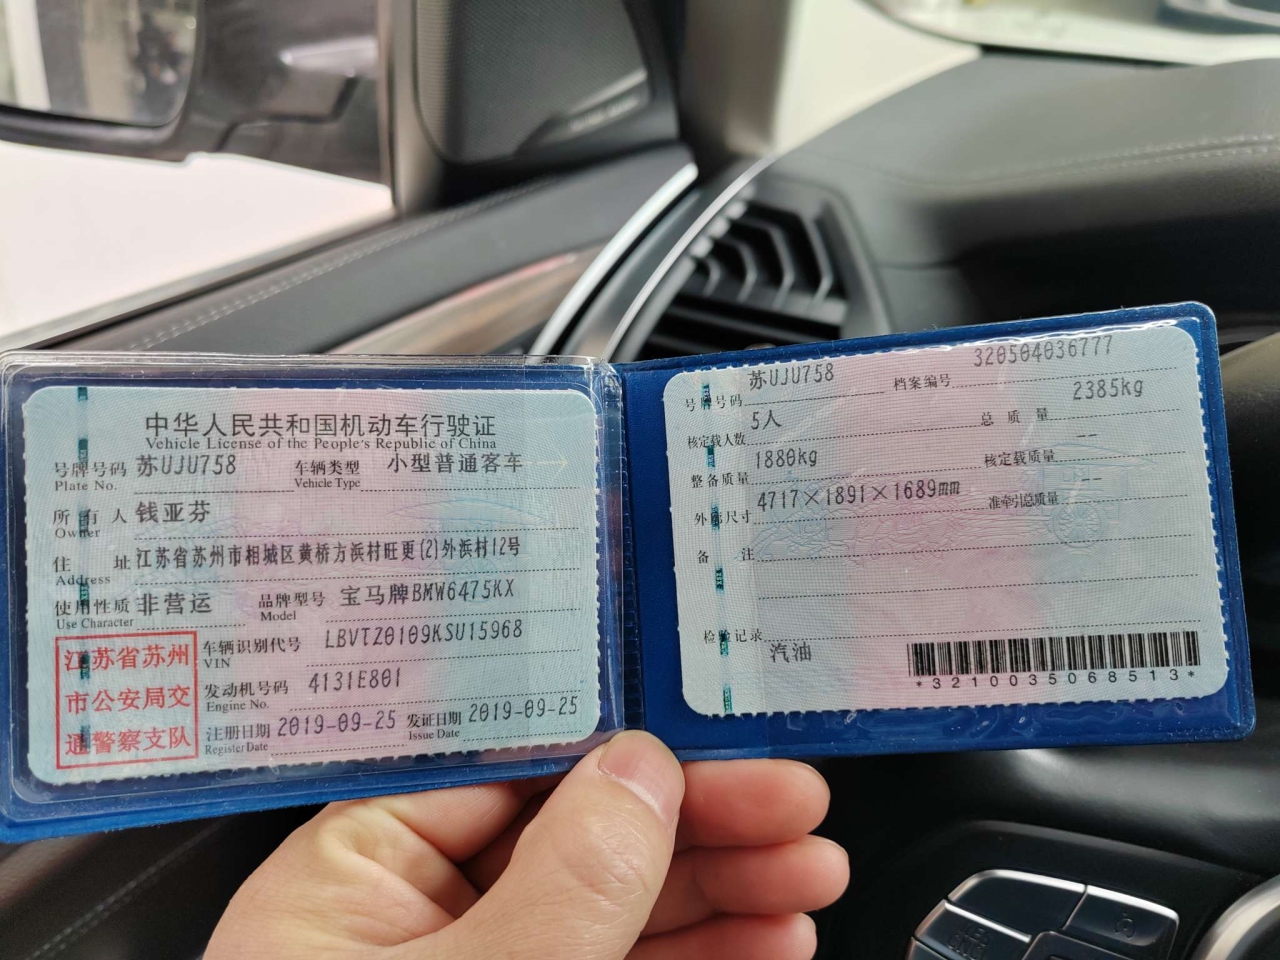 中华人民共和国机动车行驶证
Vehicle License of the People's Republic of China
号牌号码 苏UJU758 车辆类型 小型普通客车
Plate No. Vehicle Type
所有人 钱亚芬
Owner
住址 江苏省苏州市相城区黄桥方浜村旺更(2)外浜村12号
Address
使用性质 非营运 品牌型号 宝马牌BMW6475KX
Use Character Model
江苏省苏州
市公安局交
通警察支队
车辆识别代号 LBVTZ0109KSU15968
VIN
发动机号码 4131E801
Engine No.
注册日期 2019-09-25 发证日期 2019-09-25
Register Date Issue Date
号牌号码 苏UJU758 档案编号 320504036777
核定载人数 5人 总质量 2385kg
整备质量 1880kg 核定载质量 --
外廓尺寸 4717×1891×1689mm 准牵引总质量 --
备注
检验记录
汽油
*3210035068513*